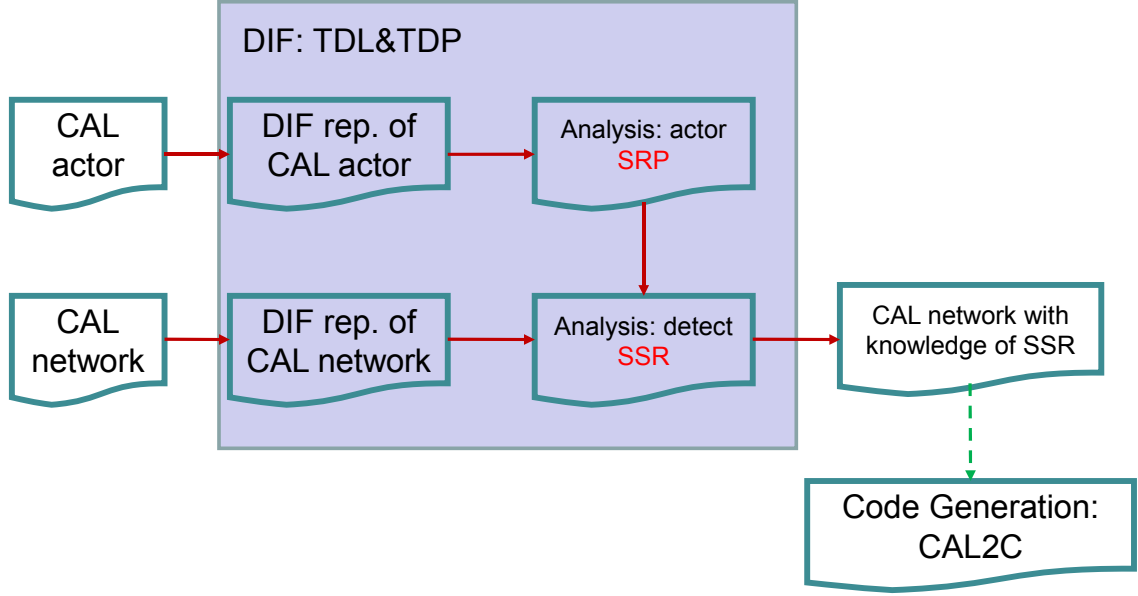 DIF: TDL&TDP
CAL
actor
DIF rep. of
CAL actor
Analysis: actor
SRP
CAL
network
DIF rep. of
CAL network
Analysis: detect
SSR
CAL network with
knowledge of SSR
Code Generation:
CAL2C